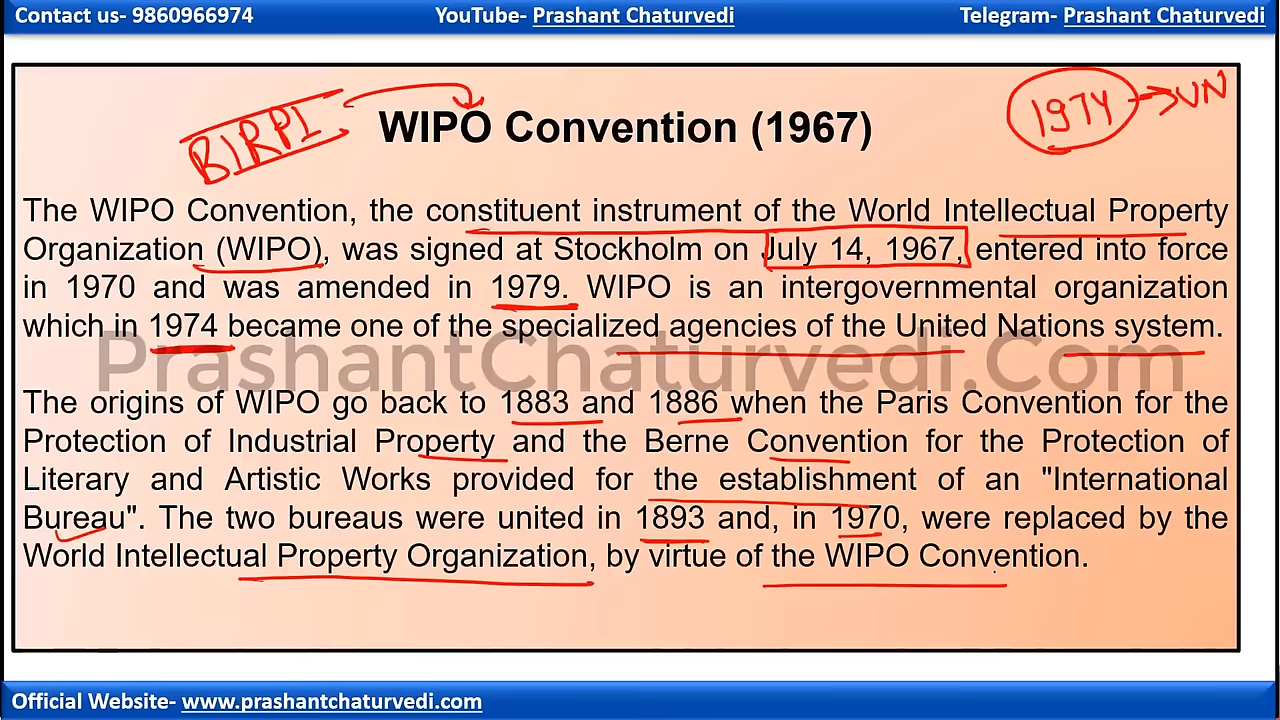 Contact us- 9860966974 YouTube- Prashant Chaturvedi Telegram- Prashant Chaturvedi
BIRPI
1974 → UN
WIPO Convention (1967)
The WIPO Convention, the constituent instrument of the World Intellectual Property
Organization (WIPO), was signed at Stockholm on July 14, 1967, entered into force
in 1970 and was amended in 1979. WIPO is an intergovernmental organization
which in 1974 became one of the specialized agencies of the United Nations system.
PrashantChaturvedi.Com
The origins of WIPO go back to 1883 and 1886 when the Paris Convention for the
Protection of Industrial Property and the Berne Convention for the Protection of
Literary and Artistic Works provided for the establishment of an "International
Bureau". The two bureaus were united in 1893 and, in 1970, were replaced by the
World Intellectual Property Organization, by virtue of the WIPO Convention.
Official Website- www.prashantchaturvedi.com